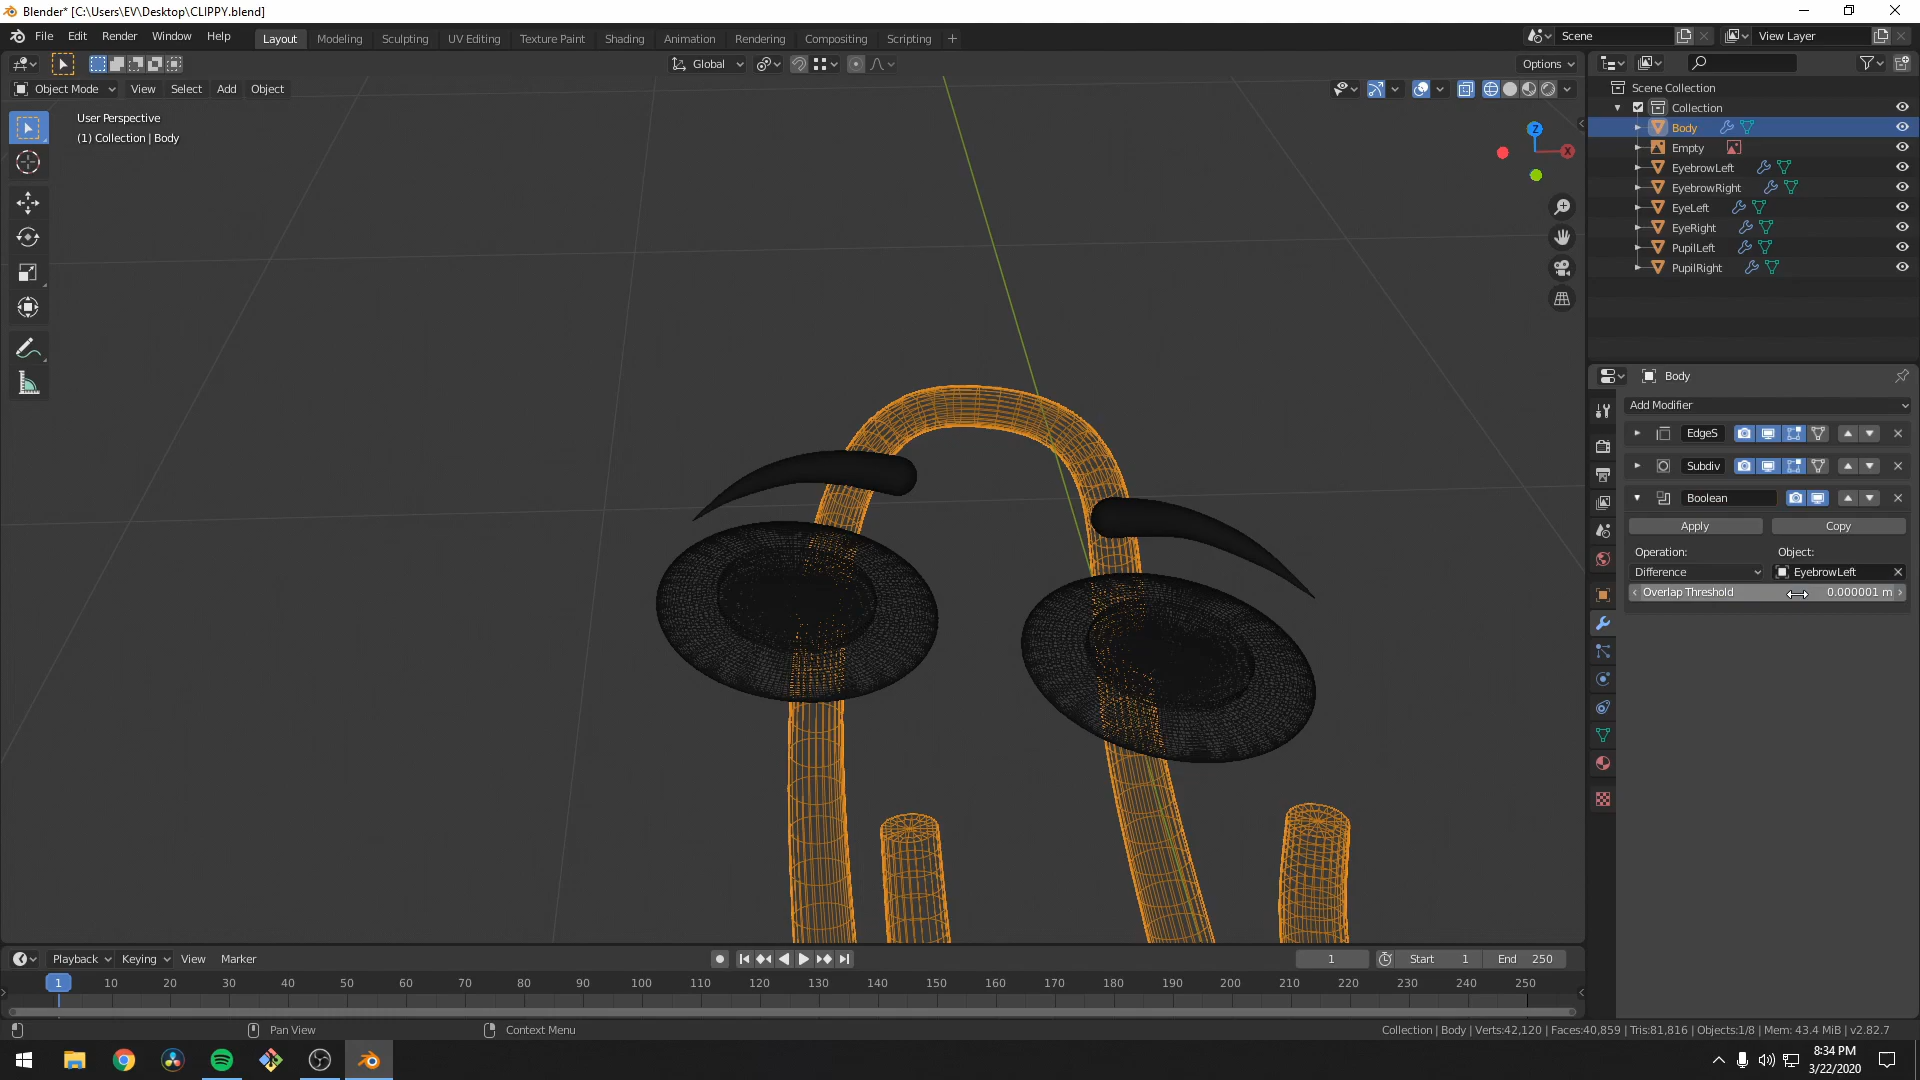 Blender* [C:\Users\EV\Desktop\CLIPPY.blend]
File Edit Render Window Help
Layout Modeling Sculpting UV Editing Texture Paint Shading Animation Rendering Compositing Scripting +
Scene
View Layer
Global
Options
Object Mode View Select Add Object
User Perspective
(1) Collection | Body
Z
X
Scene Collection
Collection
Body
Empty
EyebrowLeft
EyebrowRight
EyeLeft
EyeRight
PupilLeft
PupilRight
Body
Add Modifier
EdgeS
Subdiv
Boolean
Apply Copy
Operation: Object:
Difference EyebrowLeft
Overlap Threshold 0.000001 m
Playback Keying View Marker
1 Start 1 End 250
1 10 20 30 40 50 60 70 80 90 100 110 120 130 140 150 160 170 180 190 200 210 220 230 240 250
Pan View Context Menu
Collection | Body | Verts:42,120 | Faces:40,859 | Tris:81,816 | Objects:1/8 | Mem: 43.4 MiB | v2.82.7
8:34 PM
3/22/2020